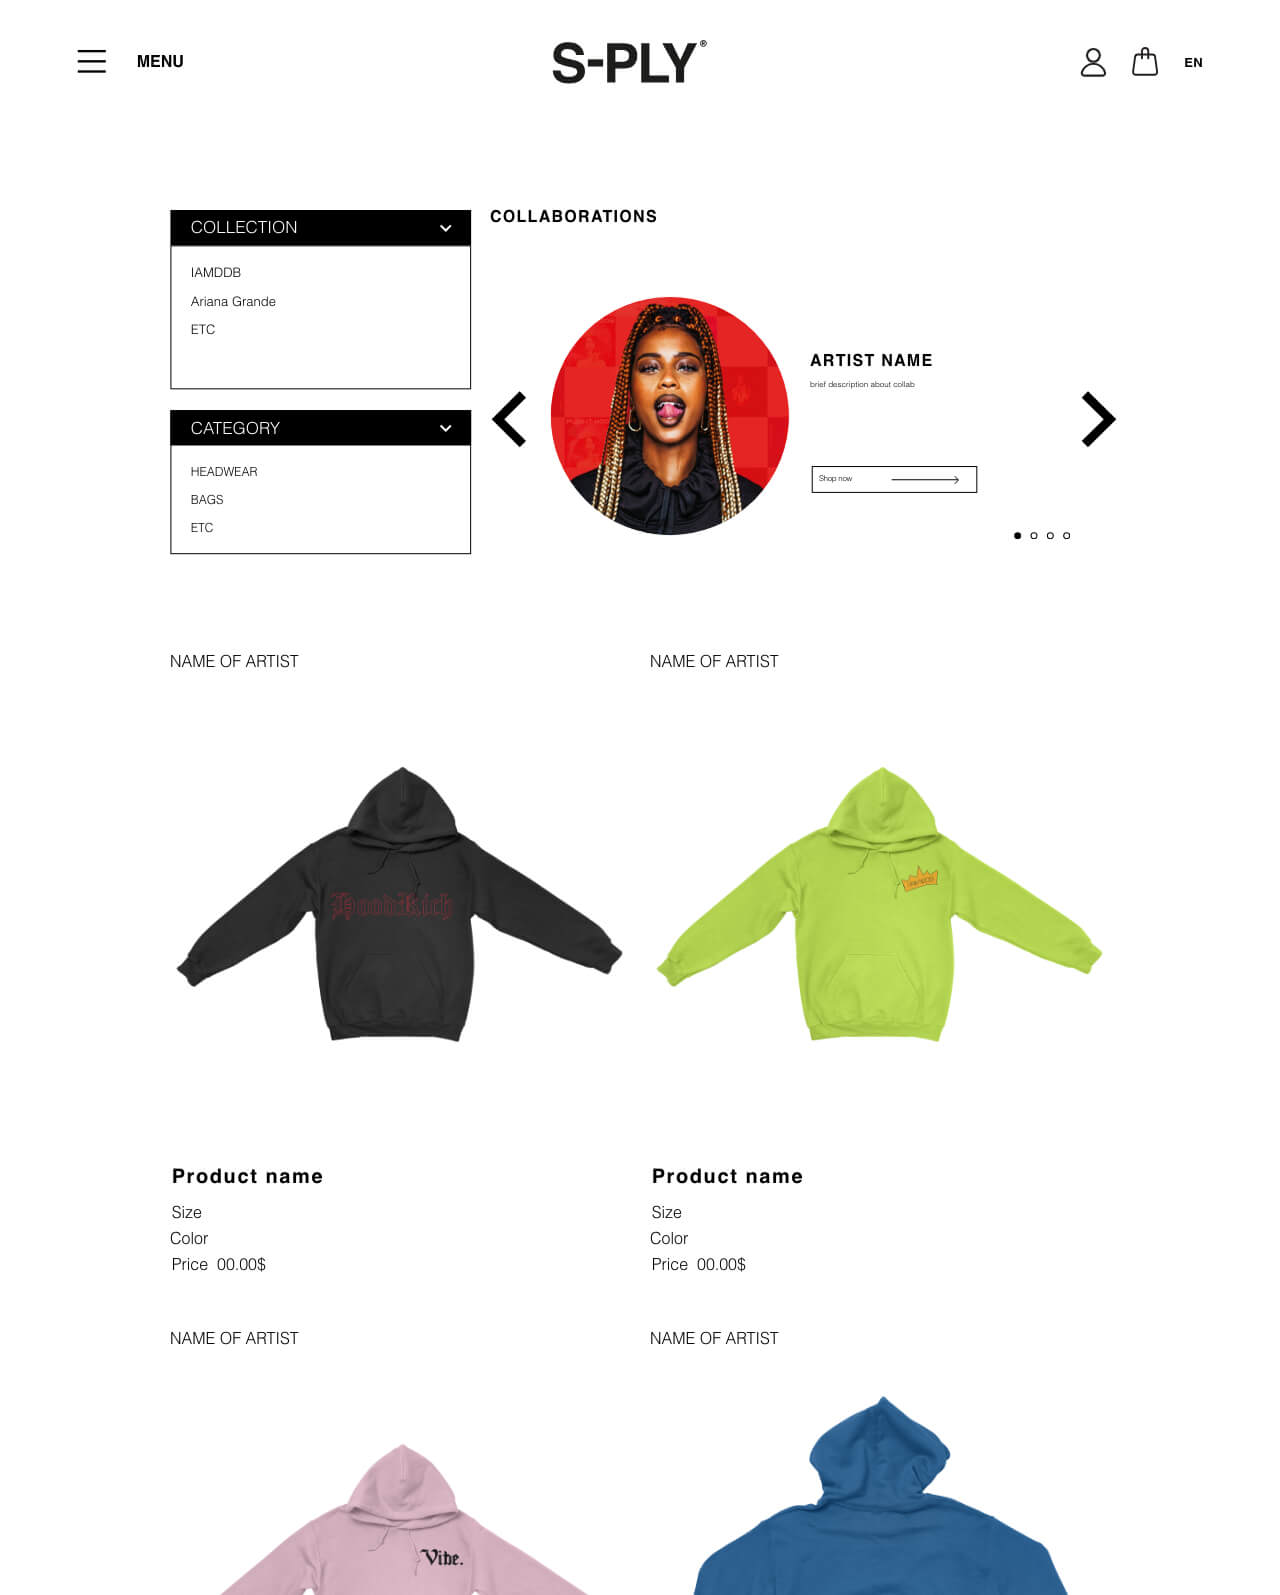 MENU
S-PLY®
EN
COLLECTION
IAMDDB
Ariana Grande
ETC
CATEGORY
HEADWEAR
BAGS
ETC
COLLABORATIONS
ARTIST NAME
brief description about collab
Shop now
NAME OF ARTIST
NAME OF ARTIST
HoodRich
Product name
Size
Color
Price 00.00$
Product name
Size
Color
Price 00.00$
NAME OF ARTIST
NAME OF ARTIST
Vibe.